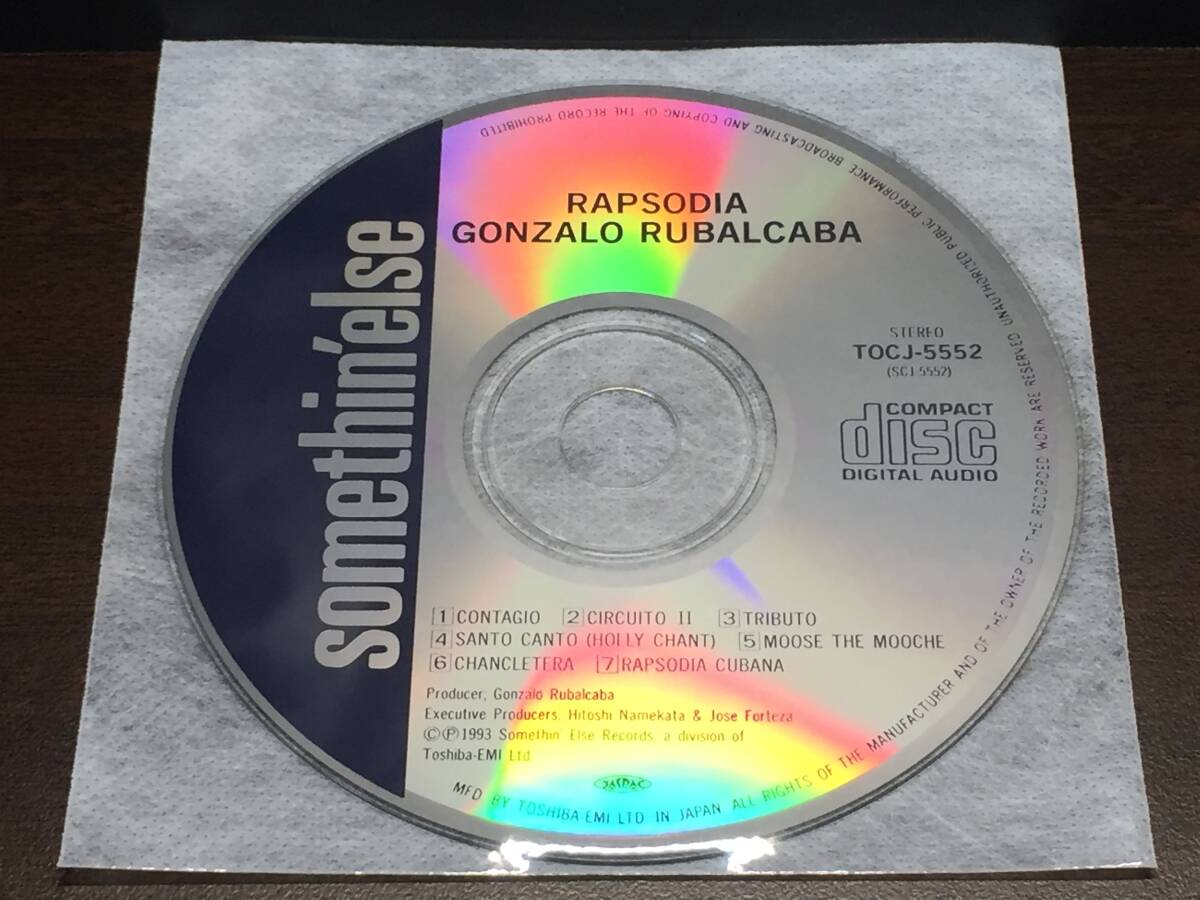 RAPSODIA
GONZALO RUBALCABA
somethin'else
STEREO
TOCJ-5552
(SCJ-5552)
COMPACT
disc
DIGITAL AUDIO
1 CONTAGIO 2 CIRCUITO II 3 TRIBUTO
4 SANTO CANTO (HOLLY CHANT) 5 MOOSE THE MOOCHE
6 CHANCLETERA 7 RAPSODIA CUBANA
Producer, Gonzalo Rubalcaba
Executive Producers, Hitoshi Namekata & Jose Forteza
©℗1993 Somethin' Else Records, a division of
Toshiba-EMI Ltd.
JASRAC
MFD BY TOSHIBA-EMI LTD IN JAPAN ALL RIGHTS OF THE MANUFACTURER AND OF THE OWNER OF THE RECORDED WORK ARE RESERVED UNAUTHORIZED PUBLIC PERFORMANCE BROADCASTING AND COPYING OF THE RECORD PROHIBITED